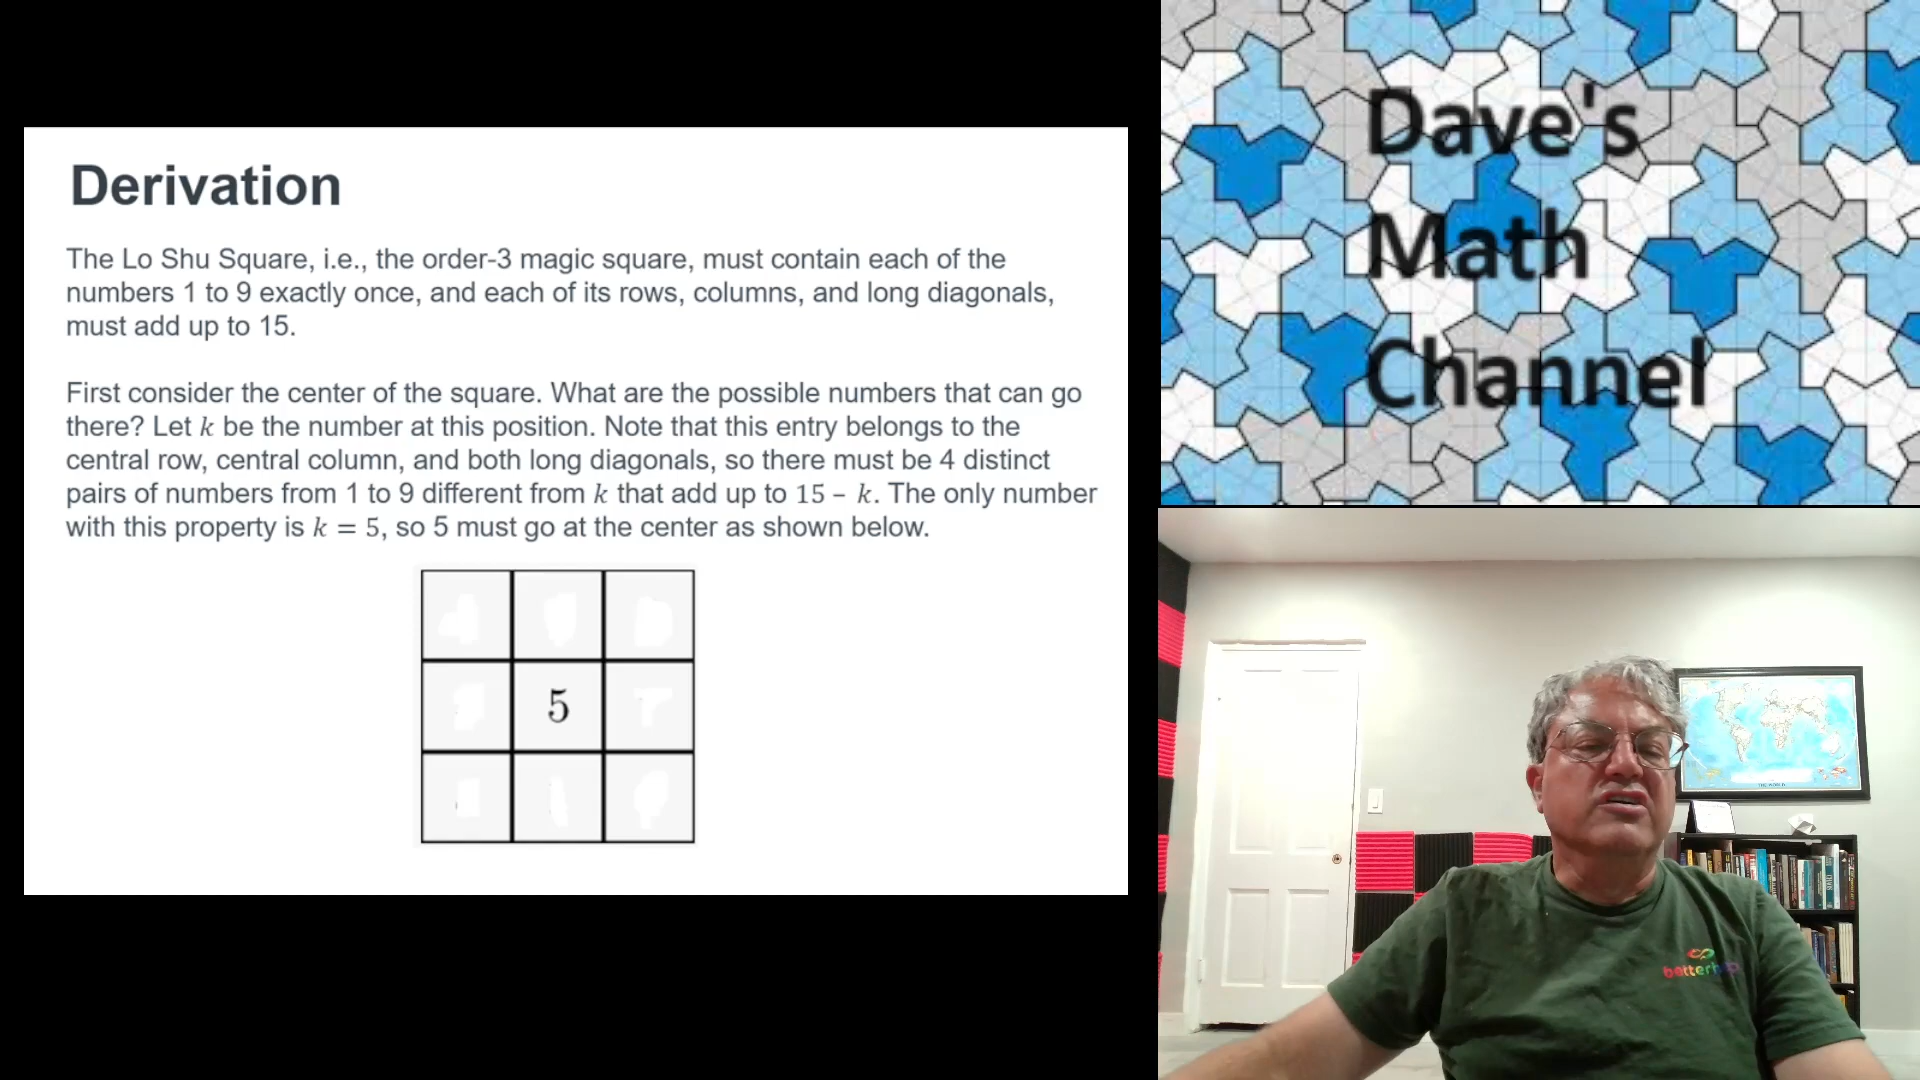 Derivation
The Lo Shu Square, i.e., the order-3 magic square, must contain each of the
numbers 1 to 9 exactly once, and each of its rows, columns, and long diagonals,
must add up to 15.
First consider the center of the square. What are the possible numbers that can go
there? Let k be the number at this position. Note that this entry belongs to the
central row, central column, and both long diagonals, so there must be 4 distinct
pairs of numbers from 1 to 9 different from k that add up to 15 – k. The only number
with this property is k = 5, so 5 must go at the center as shown below.
5
Dave's
Math
Channel
THE WORLD